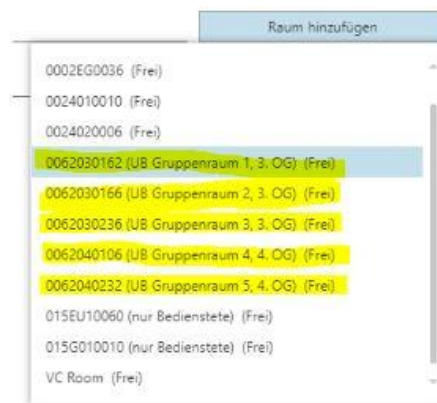 Raum hinzufügen
0002EG0036 (Frei)
0024010010 (Frei)
0024020006 (Frei)
0062030162 (UB Gruppenraum 1, 3. OG) (Frei)
0062030166 (UB Gruppenraum 2, 3. OG) (Frei)
0062030236 (UB Gruppenraum 3, 3. OG) (Frei)
0062040106 (UB Gruppenraum 4, 4. OG) (Frei)
0062040232 (UB Gruppenraum 5, 4. OG) (Frei)
015EU10060 (nur Bedienstete) (Frei)
015G010010 (nur Bedienstete) (Frei)
VC Room (Frei)